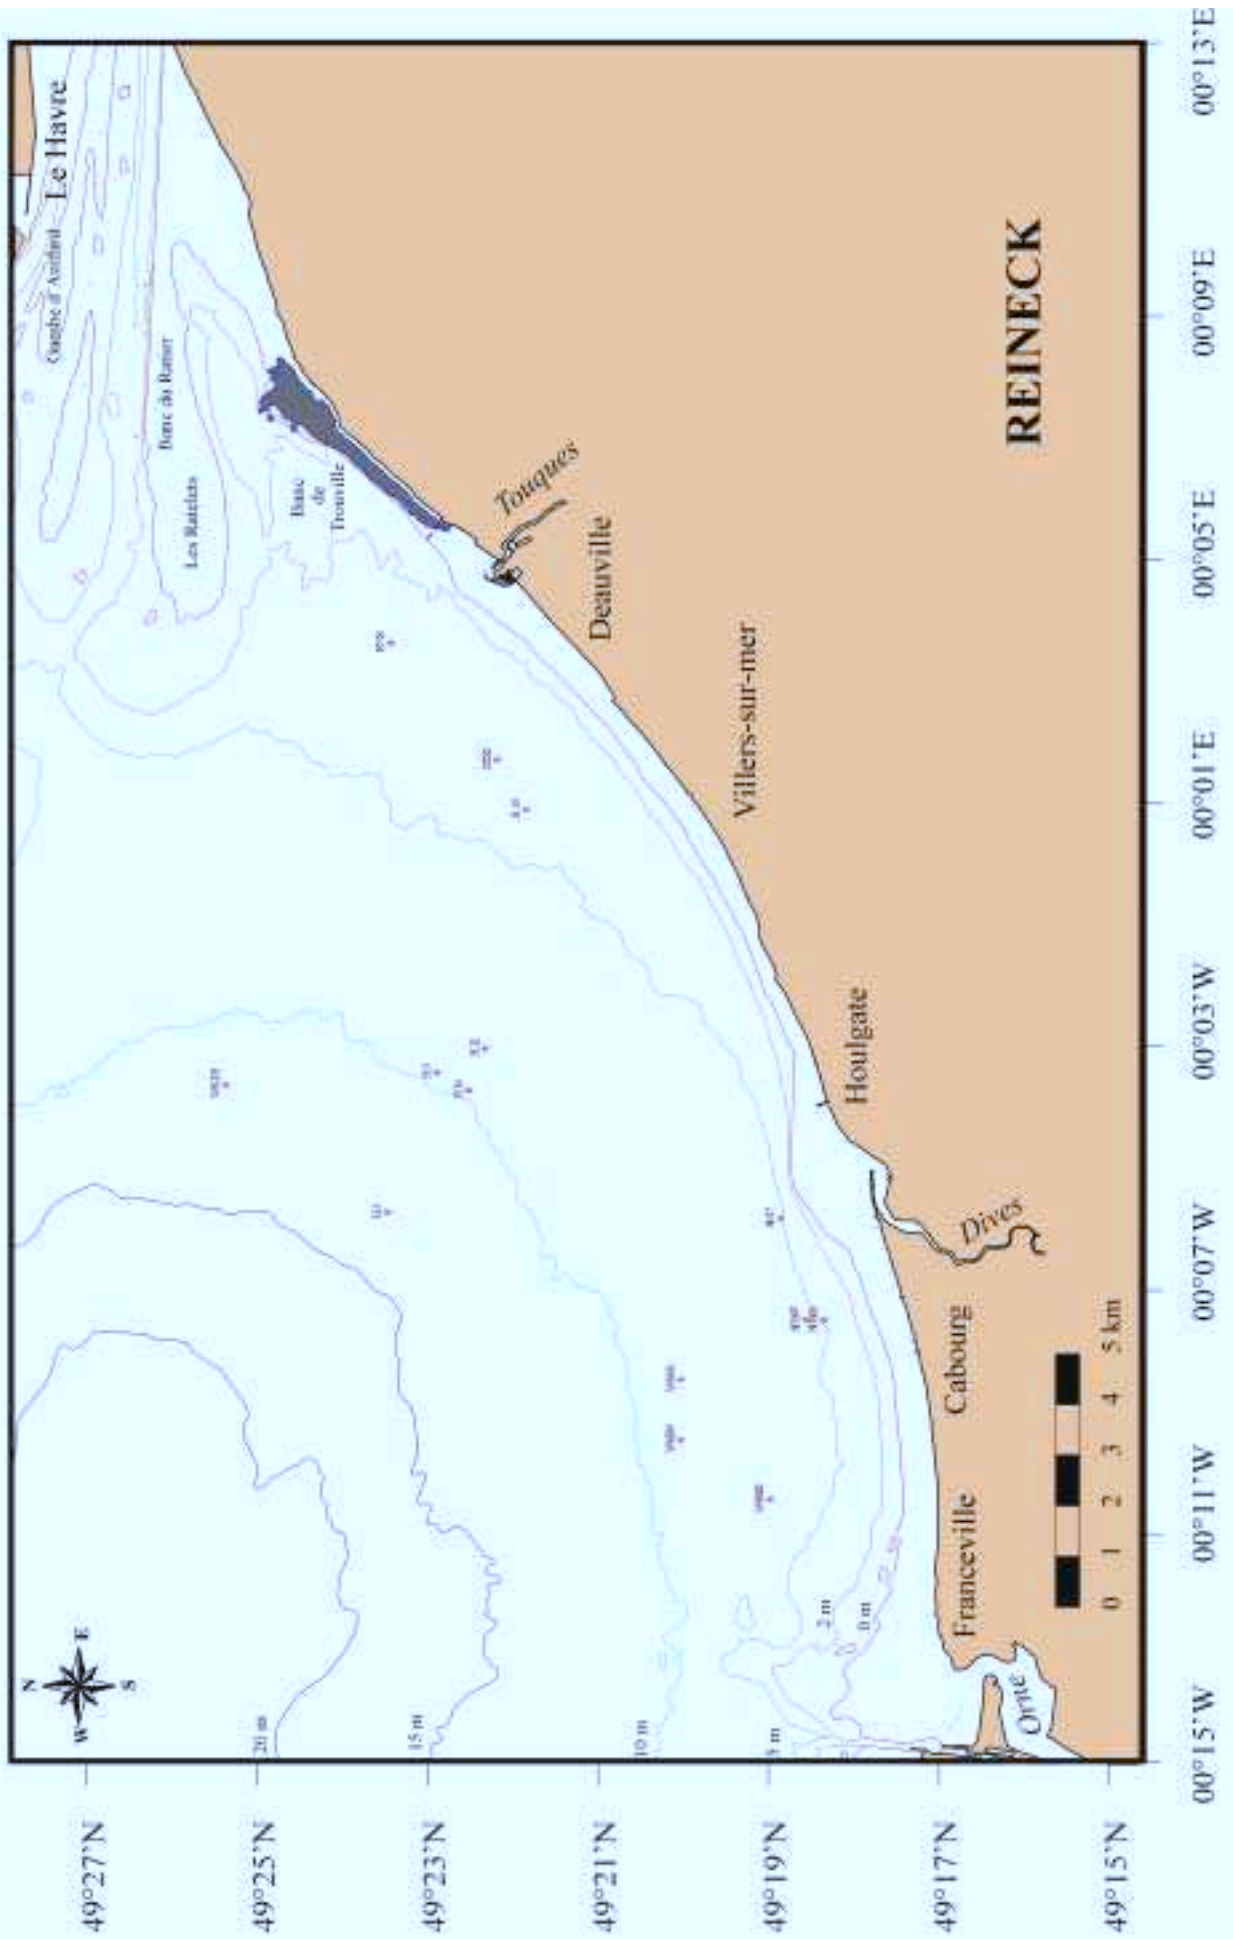 N
W
E
S
Le Havre
Banc du Ratier
Les Ratelets
Banc
de
Trouville
Touques
Deauville
Villers-sur-mer
Houlgate
Dives
Cabourg
Franceville
Orne
REINECK
20 m
15 m
10 m
5 m
2 m
0 m
0 1 2 3 4 5 km
49°27'N
49°25'N
49°23'N
49°21'N
49°19'N
49°17'N
49°15'N
00°15'W
00°11'W
00°07'W
00°03'W
00°01'E
00°05'E
00°09'E
00°13'E